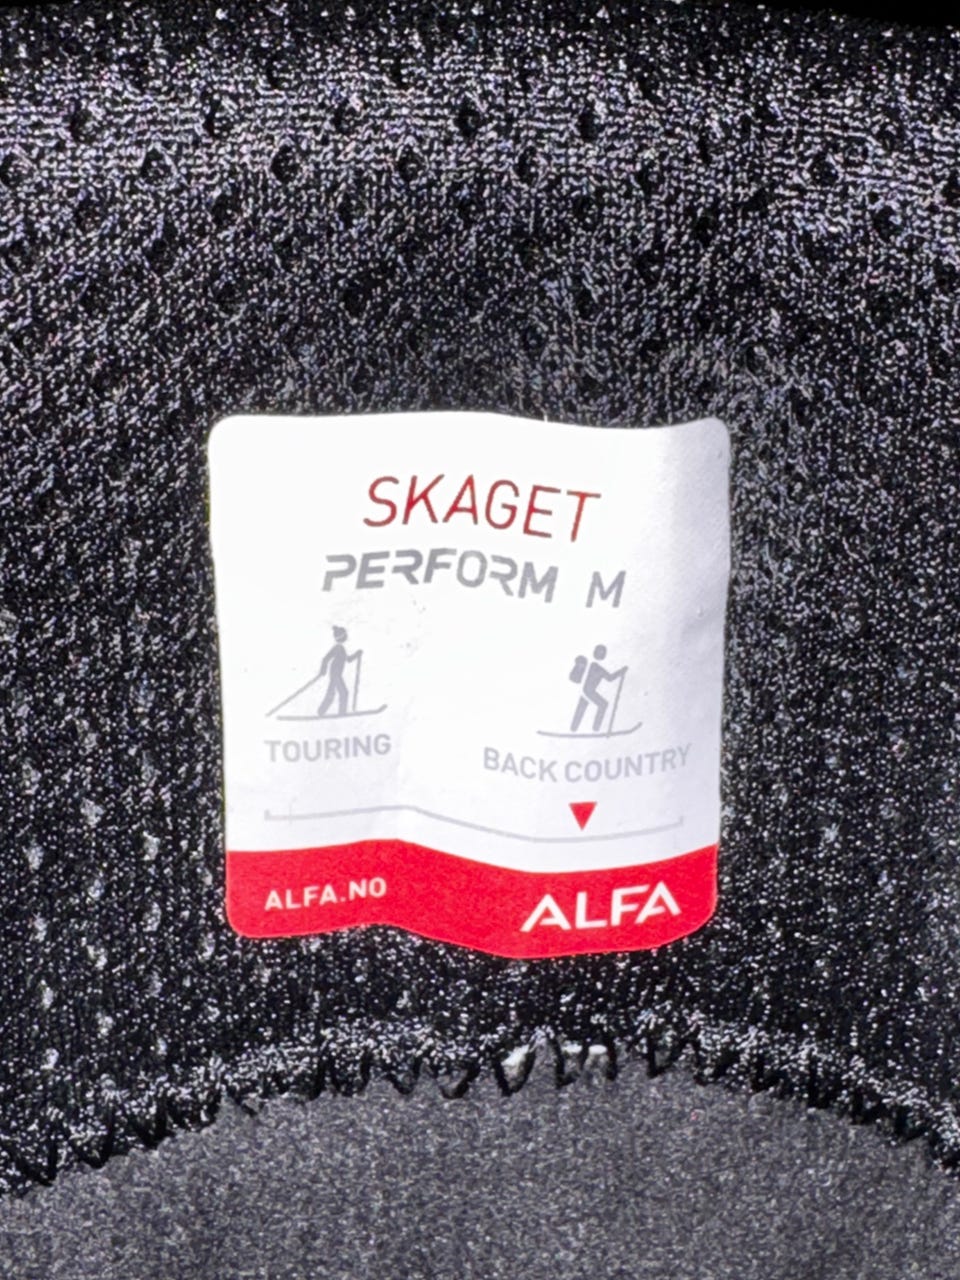 SKAGET
PERFORM M
TOURING
BACK COUNTRY
ALFA.NO
ALFA